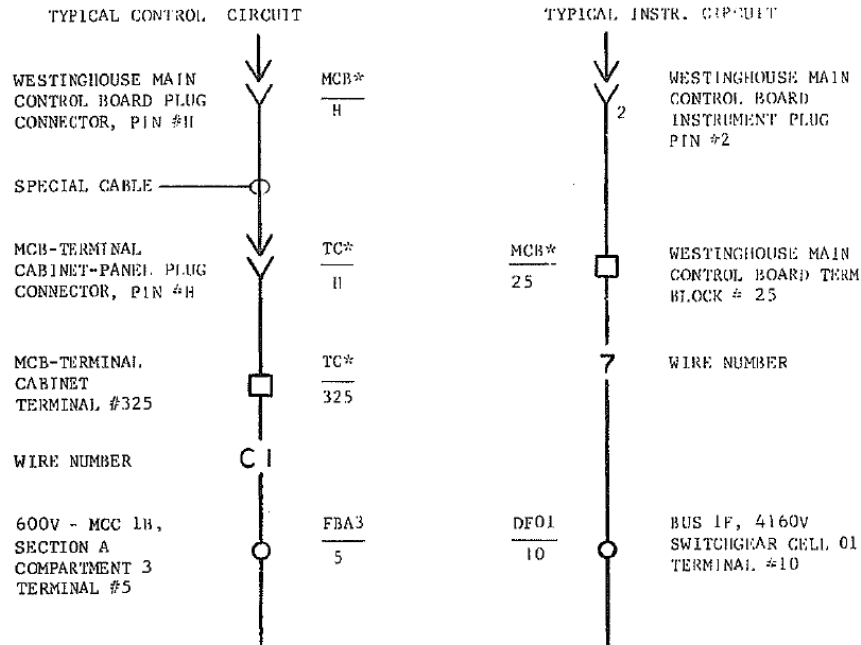 TYPICAL CONTROL CIRCUIT
WESTINGHOUSE MAIN
CONTROL BOARD PLUG
CONNECTOR, PIN #H
MCB*
H
SPECIAL CABLE
MCB-TERMINAL
CABINET-PANEL PLUG
CONNECTOR, PIN #H
TC*
H
MCB-TERMINAL
CABINET
TERMINAL #325
TC*
325
WIRE NUMBER
C1
600V - MCC 1B,
SECTION A
COMPARTMENT 3
TERMINAL #5
FBA3
5
TYPICAL INSTR. CIRCUIT
2
WESTINGHOUSE MAIN
CONTROL BOARD
INSTRUMENT PLUG
PIN #2
MCB*
25
WESTINGHOUSE MAIN
CONTROL BOARD TERM
BLOCK # 25
7
WIRE NUMBER
DF01
10
BUS 1F, 4160V
SWITCHGEAR CELL 01
TERMINAL #10